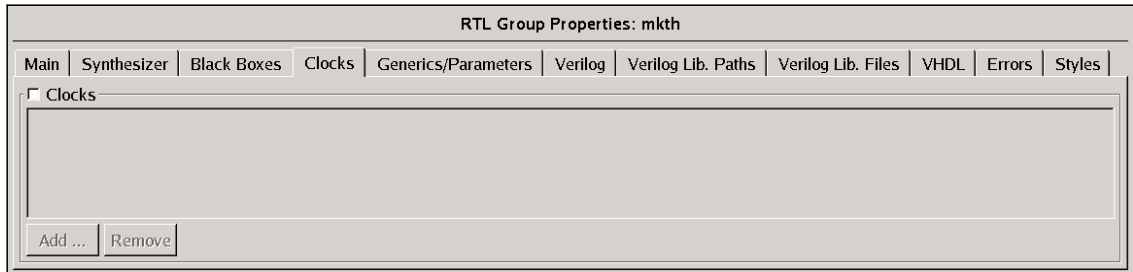 RTL Group Properties: mkth
Main Synthesizer Black Boxes Clocks Generics/Parameters Verilog Verilog Lib. Paths Verilog Lib. Files VHDL Errors Styles
Clocks
Add ... Remove